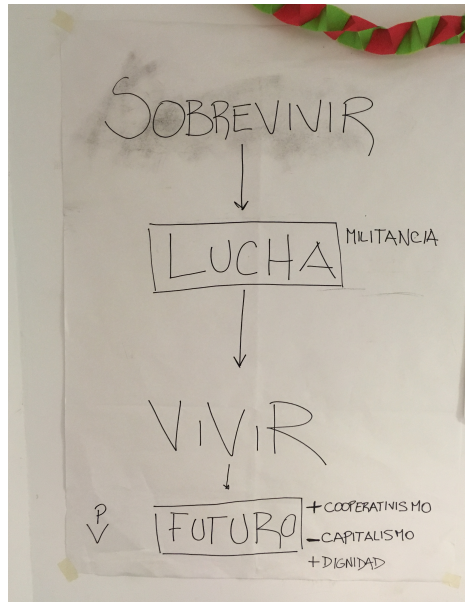 SOBREVIVIR
LUCHA
MILITANCIA
ViViR
FUTURO
+ COOPERATIVISMO
- CAPITALISMO
+ DIGNIDAD
P
V